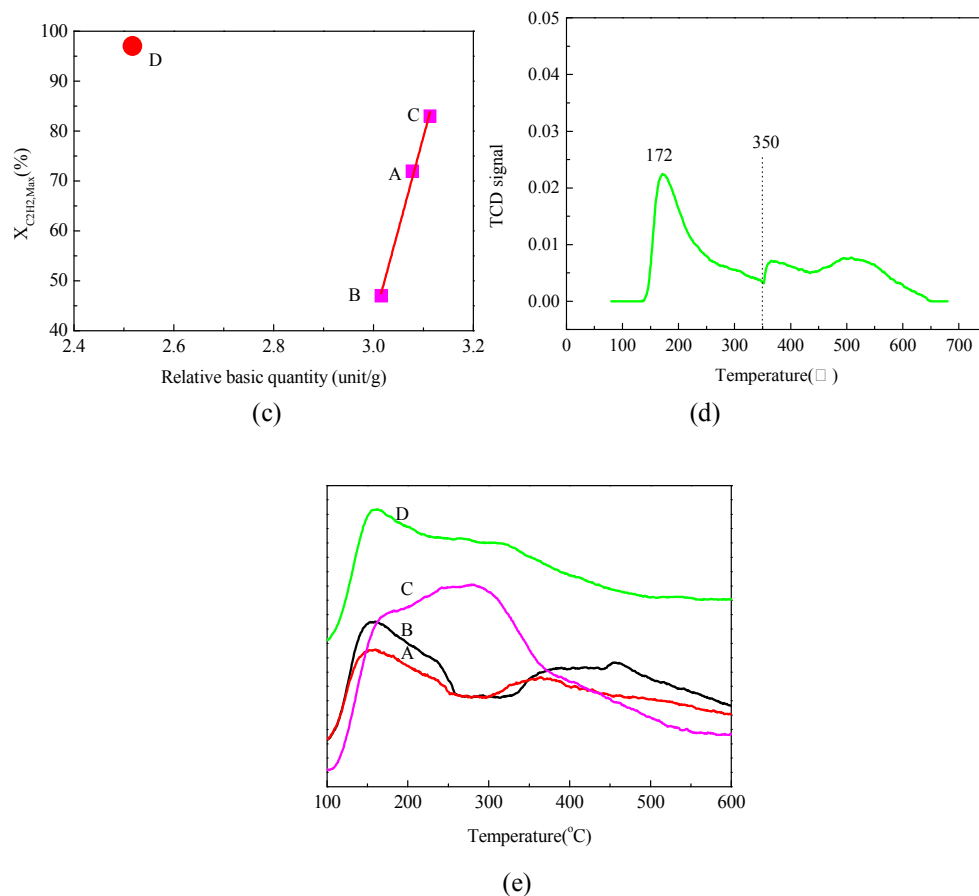 100
90
80
70
60
50
40
X_{C2H2,Max}(%)
D
C
A
B
2.4 2.6 2.8 3.0 3.2
Relative basic quantity (unit/g)
(c)
0.05
0.04
0.03
0.02
0.01
0.00
TCD signal
172
350
0 100 200 300 400 500 600 700
Temperature(□ )
(d)
D
C
B
A
100 200 300 400 500 600
Temperature(°C)
(e)